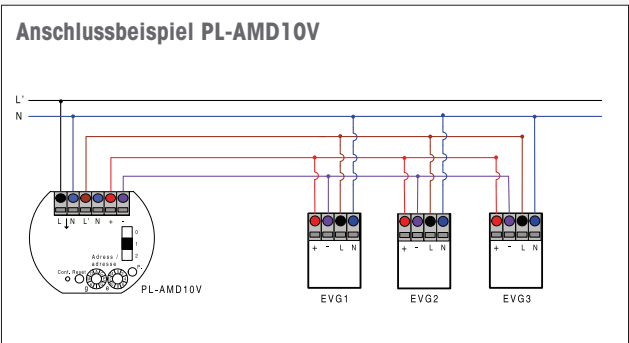 Anschlussbeispiel PL-AMD10V
L'
N
L N L' N + -
0
1
2
Adress /
adresse
P.
Conf. Reset
g e
PL-AMD10V
+ - L N
EVG1
+ - L N
EVG2
+ - L N
EVG3